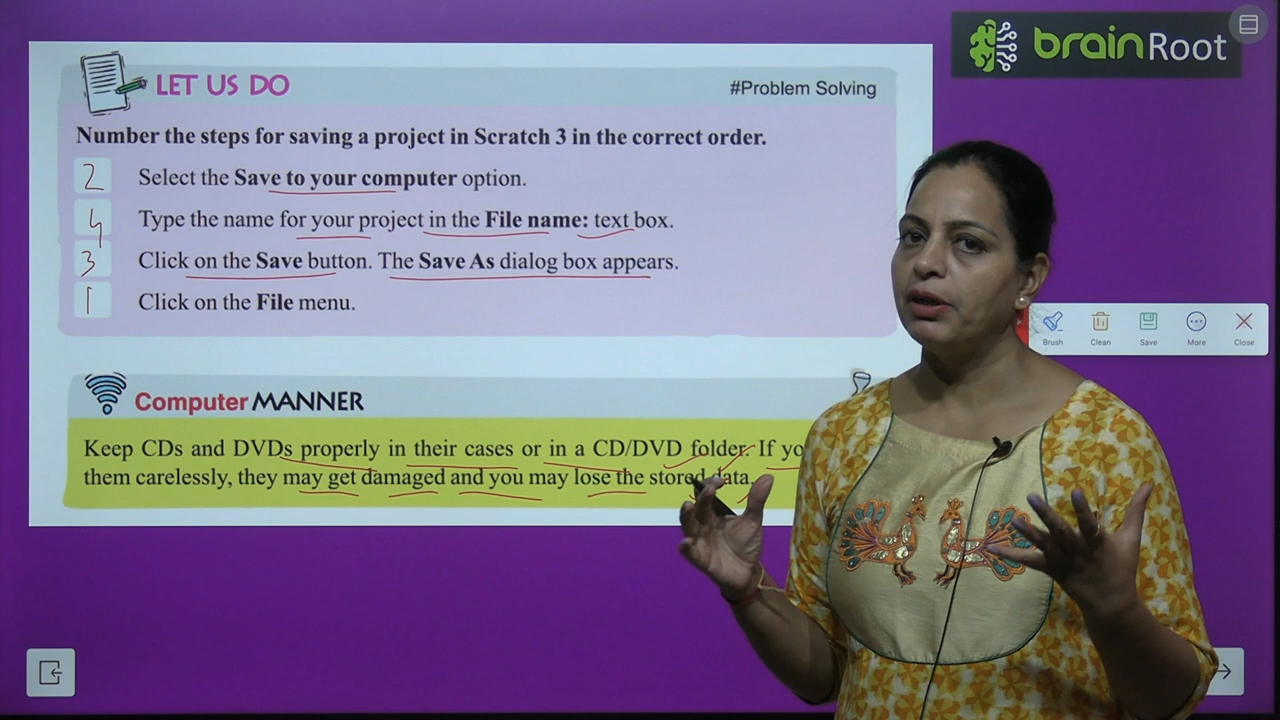 brainRoot
LET US DO
#Problem Solving
Number the steps for saving a project in Scratch 3 in the correct order.
2 Select the Save to your computer option.
4 Type the name for your project in the File name: text box.
3 Click on the Save button. The Save As dialog box appears.
1 Click on the File menu.
Brush Clean Save More Close
Computer MANNER
Keep CDs and DVDs properly in their cases or in a CD/DVD folder. If
them carelessly, they may get damaged and you may lose the stored data.